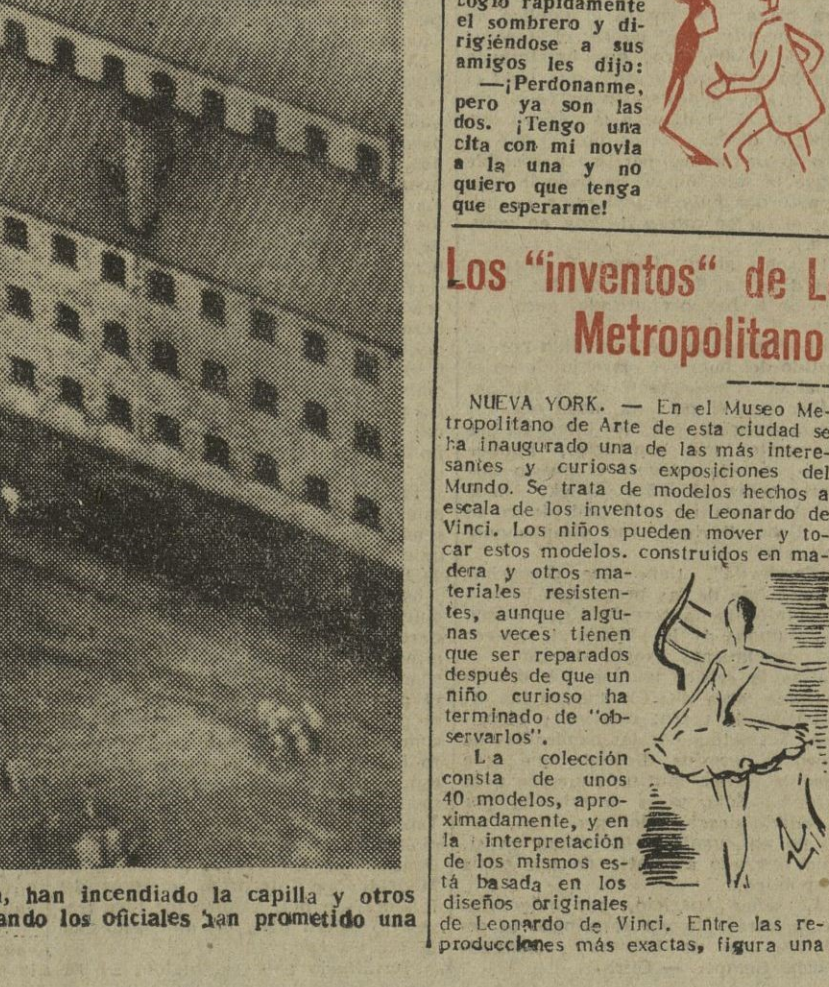 rápidamente
el sombrero y di-
rigiéndose a sus
amigos les dijo:
—¡Perdonanme,
pero ya son las
dos. ¡Tengo una
cita con mi novia
a la una y no
quiero que tenga
que esperarme!
Los "inventos" de L
Metropolitano
NUEVA YORK. — En el Museo Me-
tropolitano de Arte de esta ciudad se
ha inaugurado una de las más intere-
santes y curiosas exposiciones del
Mundo. Se trata de modelos hechos a
escala de los inventos de Leonardo de
Vinci. Los niños pueden mover y to-
car estos modelos. construidos en ma-
dera y otros ma-
teriales resisten-
tes, aunque algu-
nas veces tienen
que ser reparados
después de que un
niño curioso ha
terminado de "ob-
servarlos".
La colección
consta de unos
40 modelos, apro-
ximadamente, y en
la interpretación
de los mismos es-
tá basada en los
diseños originales
de Leonardo de Vinci. Entre las re-
producciones más exactas, figura una
, han incendiado la capilla y otros
ando los oficiales han prometido una